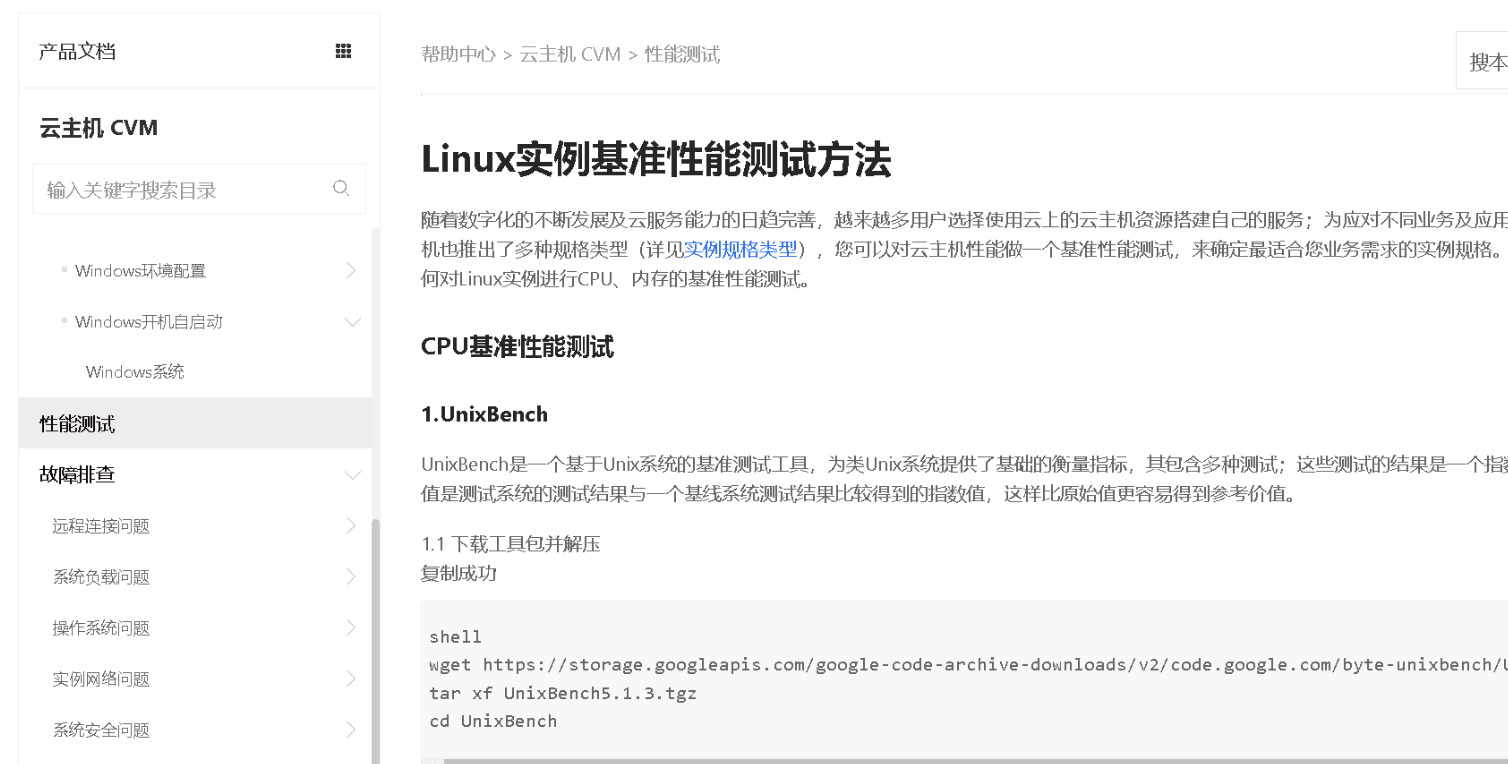 产品文档
云主机 CVM
输入关键字搜索目录
Windows环境配置
Windows开机自启动
Windows系统
性能测试
故障排查
远程连接问题
系统负载问题
操作系统问题
实例网络问题
系统安全问题
帮助中心 > 云主机 CVM > 性能测试
搜本
Linux实例基准性能测试方法
随着数字化的不断发展及云服务能力的日趋完善，越来越多用户选择使用云上的云主机资源搭建自己的服务；为应对不同业务及应用
机也推出了多种规格类型（详见实例规格类型），您可以对云主机性能做一个基准性能测试，来确定最适合您业务需求的实例规格。
何对Linux实例进行CPU、内存的基准性能测试。
CPU基准性能测试
1.UnixBench
UnixBench是一个基于Unix系统的基准测试工具，为类Unix系统提供了基础的衡量指标，其包含多种测试；这些测试的结果是一个指数
值是测试系统的测试结果与一个基线系统测试结果比较得到的指数值，这样比原始值更容易得到参考价值。
1.1 下载工具包并解压
复制成功
shell
wget https://storage.googleapis.com/google-code-archive-downloads/v2/code.google.com/byte-unixbench/U
tar xf UnixBench5.1.3.tgz
cd UnixBench